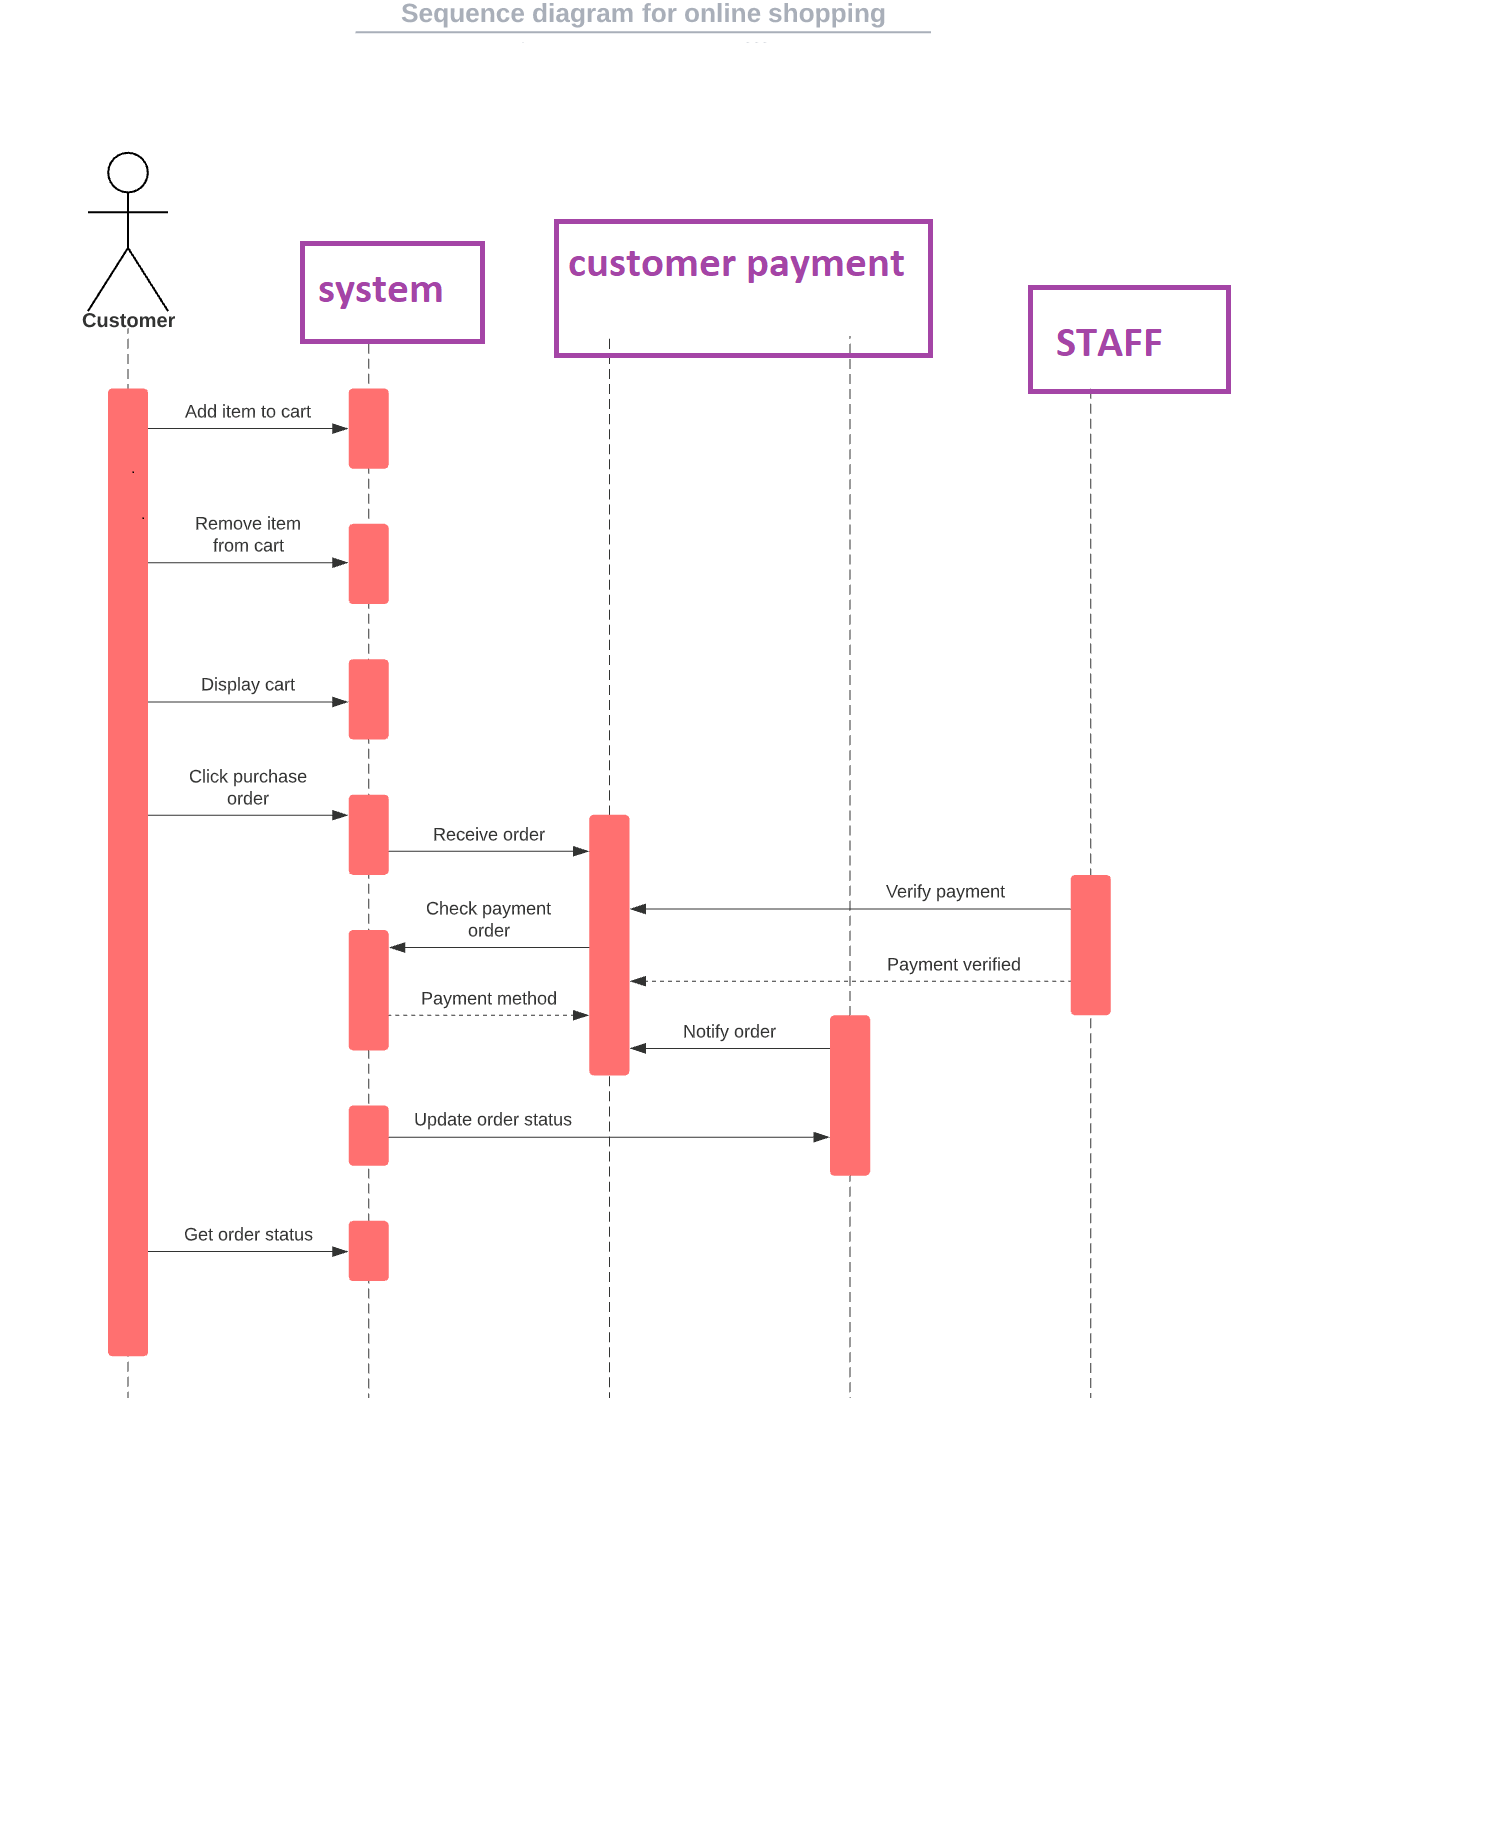 Sequence diagram for online shopping
Customer
system
customer payment
STAFF
Add item to cart
Remove item
from cart
Display cart
Click purchase
order
Receive order
Verify payment
Check payment
order
Payment verified
Payment method
Notify order
Update order status
Get order status